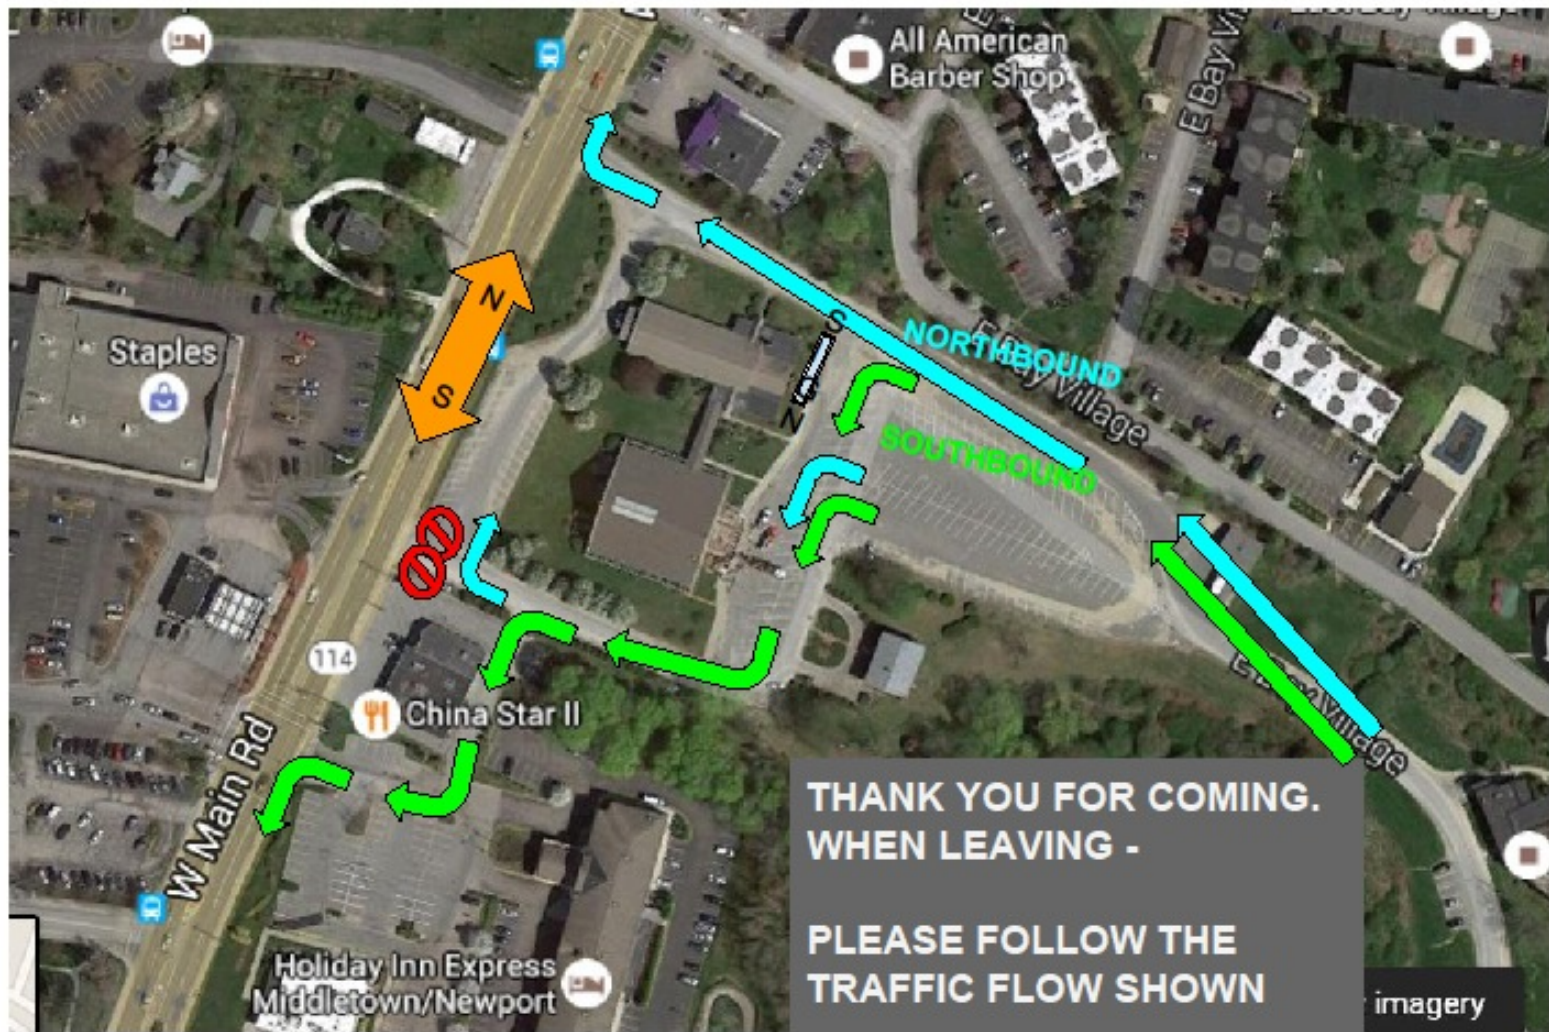 All American
Barber Shop
E Bay Vi
N
Staples
S
S
NORTHBOUND
E Bay Village
N
SOUTHBOUND
114
China Star II
E Bay Village
W Main Rd
THANK YOU FOR COMING.
WHEN LEAVING -
PLEASE FOLLOW THE
TRAFFIC FLOW SHOWN
Holiday Inn Express
Middletown/Newport
imagery